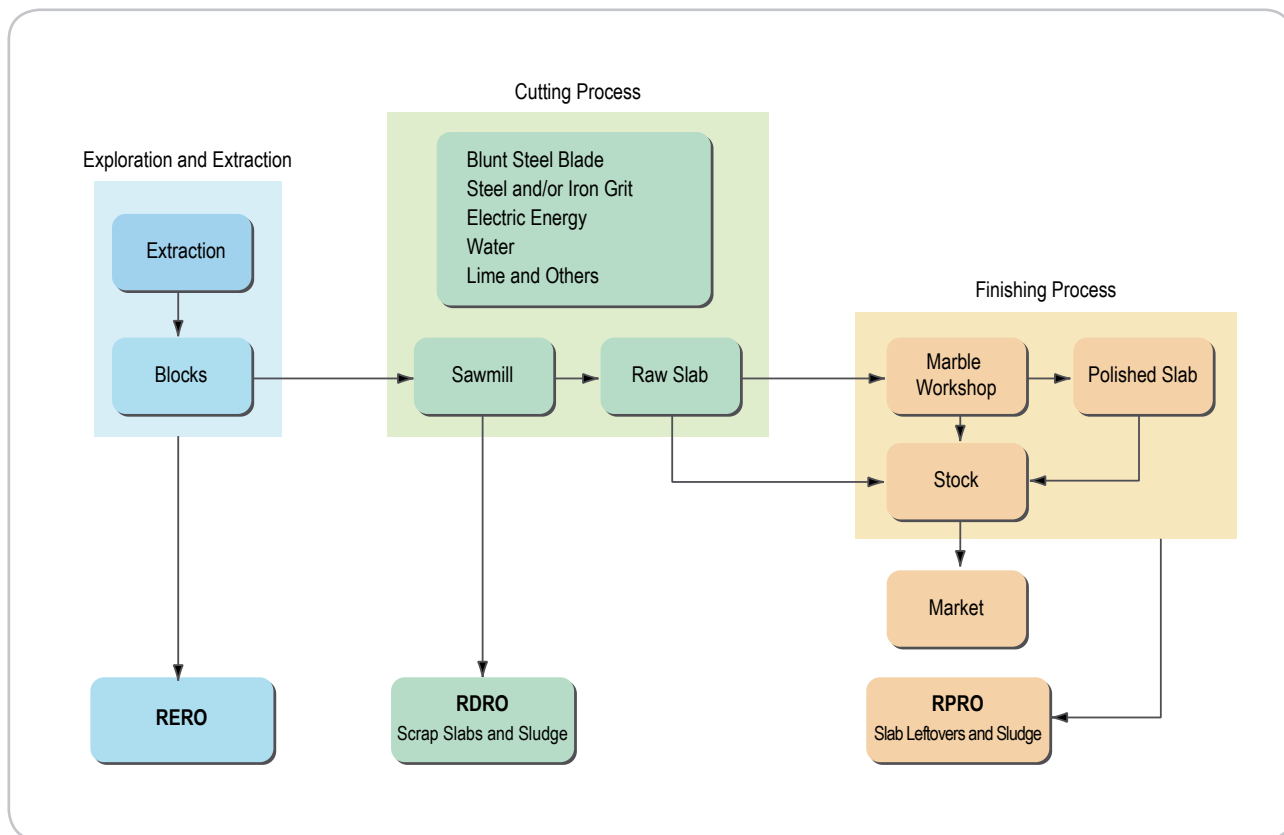 Cutting Process
Exploration and Extraction
Blunt Steel Blade
Steel and/or Iron Grit
Electric Energy
Water
Lime and Others
Extraction
Finishing Process
Blocks
Sawmill
Raw Slab
Marble
Workshop
Polished Slab
Stock
Market
RERO
RDRO
Scrap Slabs and Sludge
RPRO
Slab Leftovers and Sludge